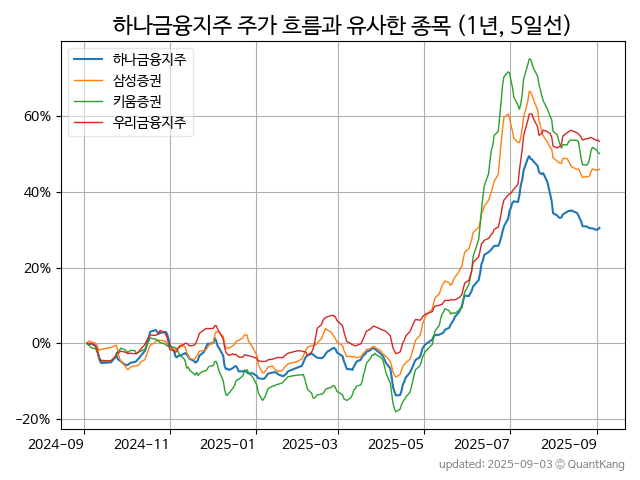 하나금융지주 주가 흐름과 유사한 종목 (1년, 5일선)
하나금융지주
삼성증권
키움증권
우리금융지주
60%
40%
20%
0%
−20%
2024-09 2024-11 2025-01 2025-03 2025-05 2025-07 2025-09
updated: 2025-09-03 © QuantKang